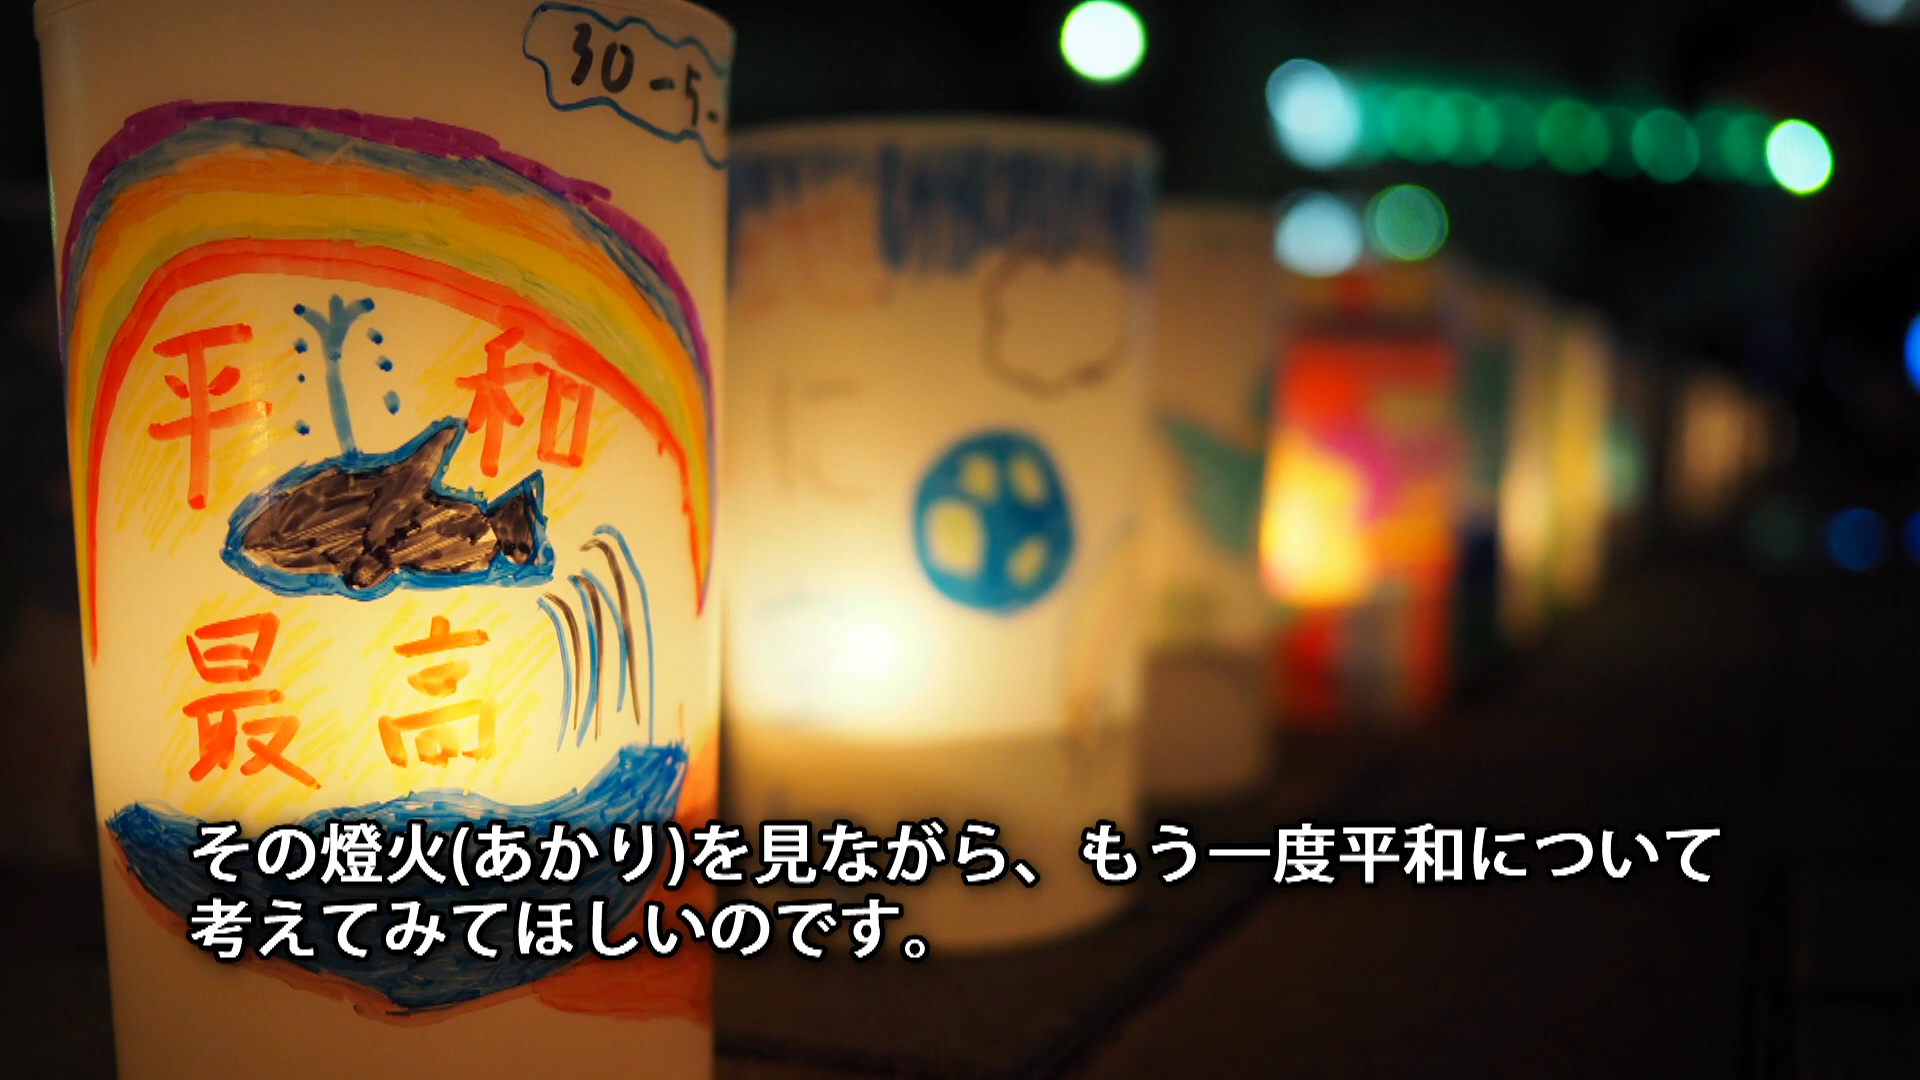 30-5-
平和
最高
に
その燈火(あかり)を見ながら、もう一度平和について
考えてみてほしいのです。